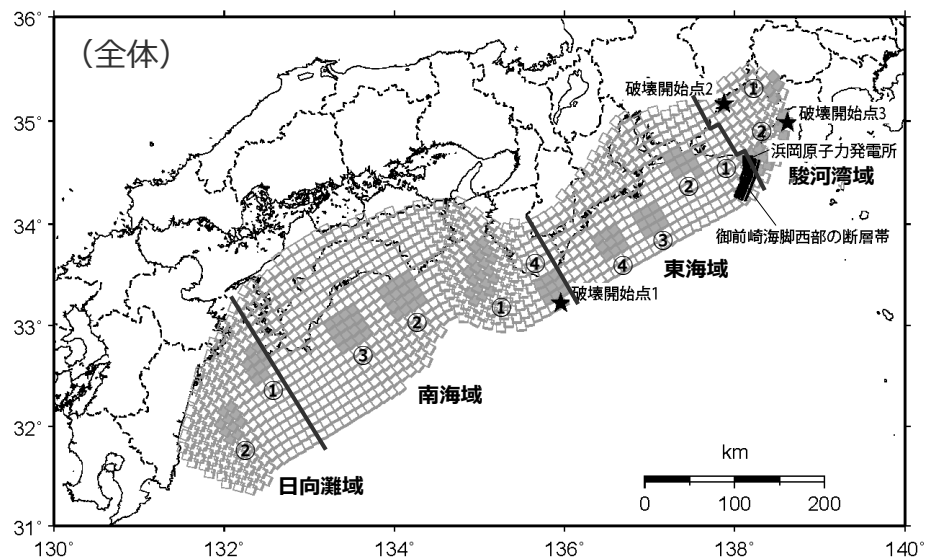 36°
（全体）
破壊開始点2
①
35°
破壊開始点3
②
浜岡原子力発電所
①
駿河湾域
②
34°
御前崎海脚西部の断層帯
③
④
④
東海域
破壊開始点1
33°
①
②
③
①
南海域
32°
②
km
日向灘域
0 50 100 150 200
31°
130° 132° 134° 136° 138° 140°